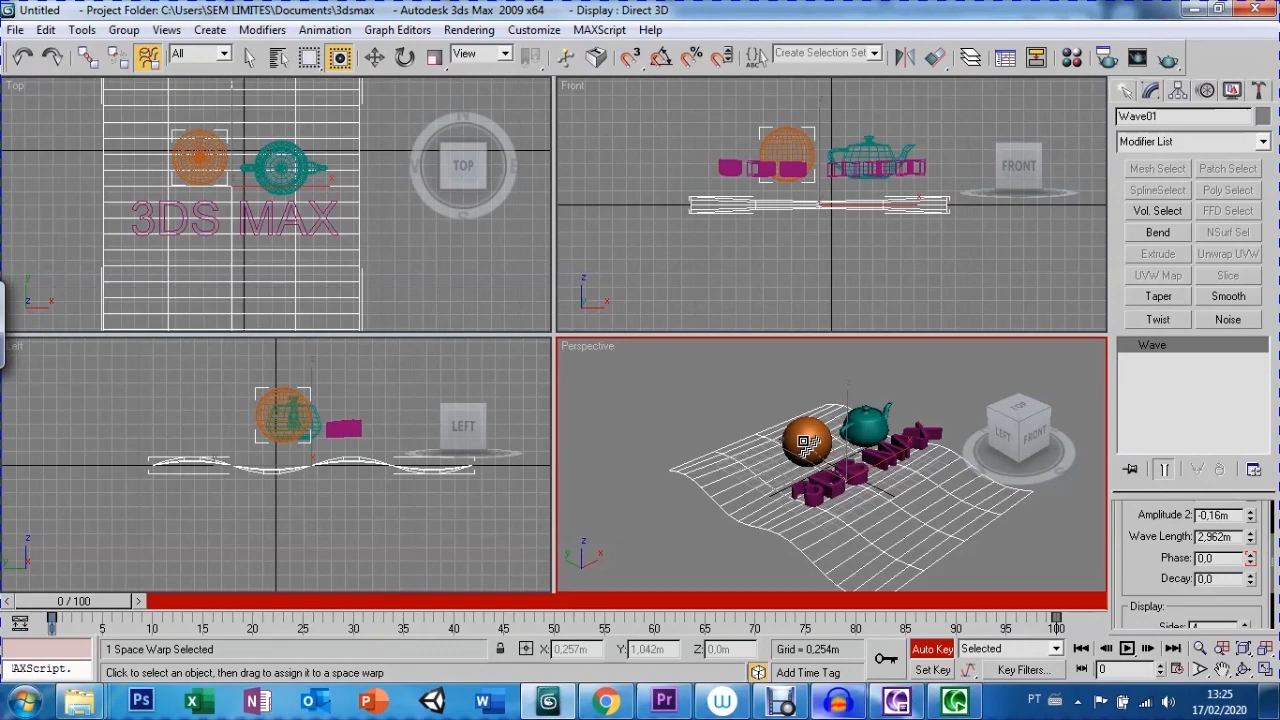 Untitled - Project Folder: C:\Users\SEM LIMITES\Documents\3dsmax - Autodesk 3ds Max 2009 x64 - Display : Direct 3D
File Edit Tools Group Views Create Modifiers Animation Graph Editors Rendering Customize MAXScript Help
All View Create Selection Set
Top
TOP
3DS MAX
Front
FRONT
Left
LEFT
Perspective
TOP
LEFT
FRONT
Wave01
Modifier List
Mesh Select Patch Select
SplineSelect Poly Select
Vol. Select FFD Select
Bend NSurf Sel
Extrude Unwrap UVW
UVW Map Slice
Taper Smooth
Twist Noise
Wave
Amplitude 2: -0,16m
Wave Length: 2,962m
Phase: 0,0
Decay: 0,0
Display:
0 / 100
5 10 15 20 25 30 35 40 45 50 55 60 65 70 75 80 85 90 95 100
1 Space Warp Selected X: 0,257m Y: 1,042m Z: 0,0m Grid = 0,254m Auto Key Selected
AXScript. Click to select an object, then drag to assign it to a space warp Add Time Tag Set Key Key Filters... 0
PT 13:25
17/02/2020